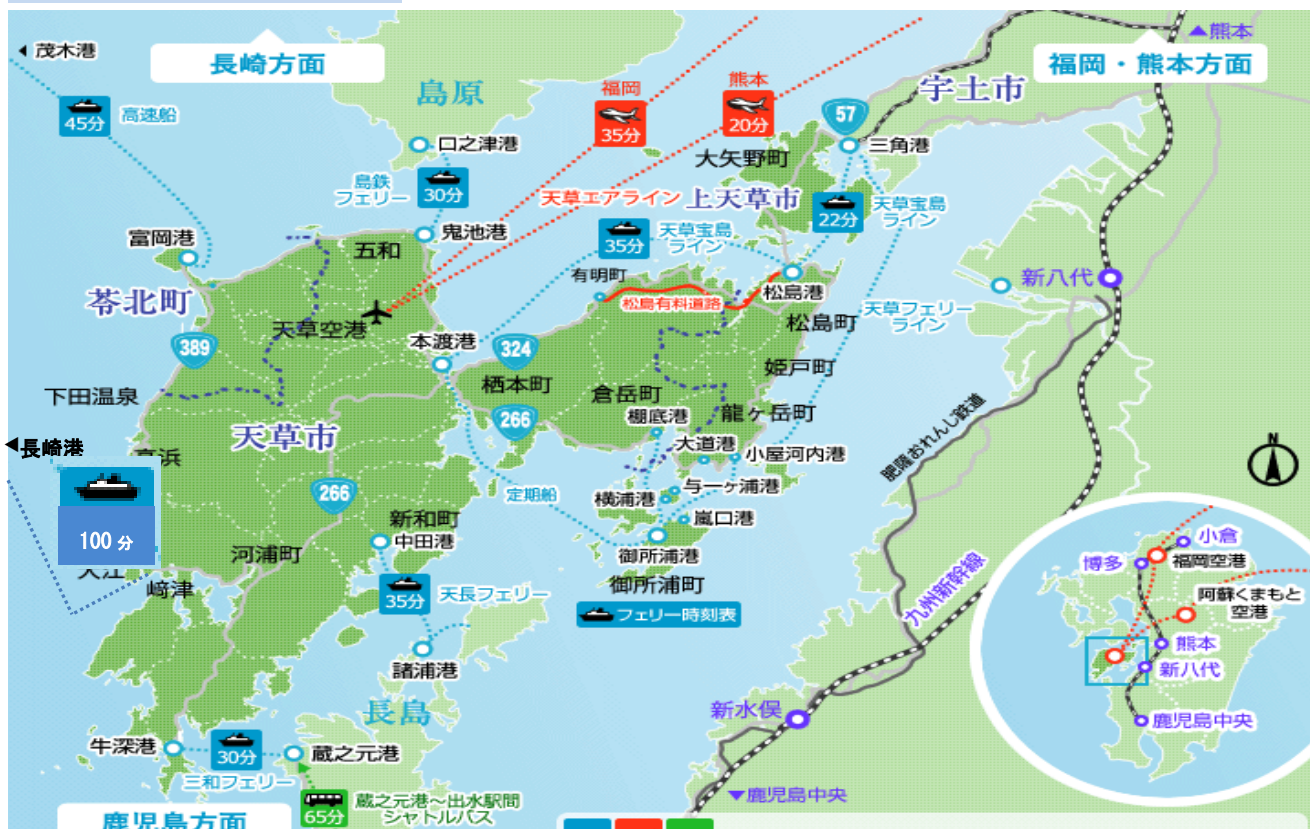 茂木港
長崎方面
福岡・熊本方面
熊本
島原
宇土市
福岡
35分
熊本
20分
57
高速船
45分
口之津港
三角港
大矢野町
島鉄
フェリー
30分
天草エアライン
上天草市
22分
天草宝島
ライン
富岡港
鬼池港
五和
35分
天草宝島
ライン
有明町
松島港
新八代
苓北町
松島有料道路
天草フェリー
ライン
天草空港
松島町
389
本渡港
324
姫戸町
下田温泉
栖本町
倉岳町
266
棚底港
龍ヶ岳町
肥薩おれんじ鉄道
長崎港
天草市
大道港
小屋河内港
N
高浜
266
定期船
横浦港
与一ヶ浦港
100分
新和町
嵐口港
中田港
河浦町
御所浦港
大江
﨑津
御所浦町
九州新幹線
35分
天長フェリー
フェリー時刻表
小倉
博多
福岡空港
阿蘇くまもと
空港
熊本
新八代
鹿児島中央
諸浦港
長島
新水俣
牛深港
30分
蔵之元港
三和フェリー
鹿児島中央
65分
蔵之元港～出水駅間
シャトルバス
鹿児島方面